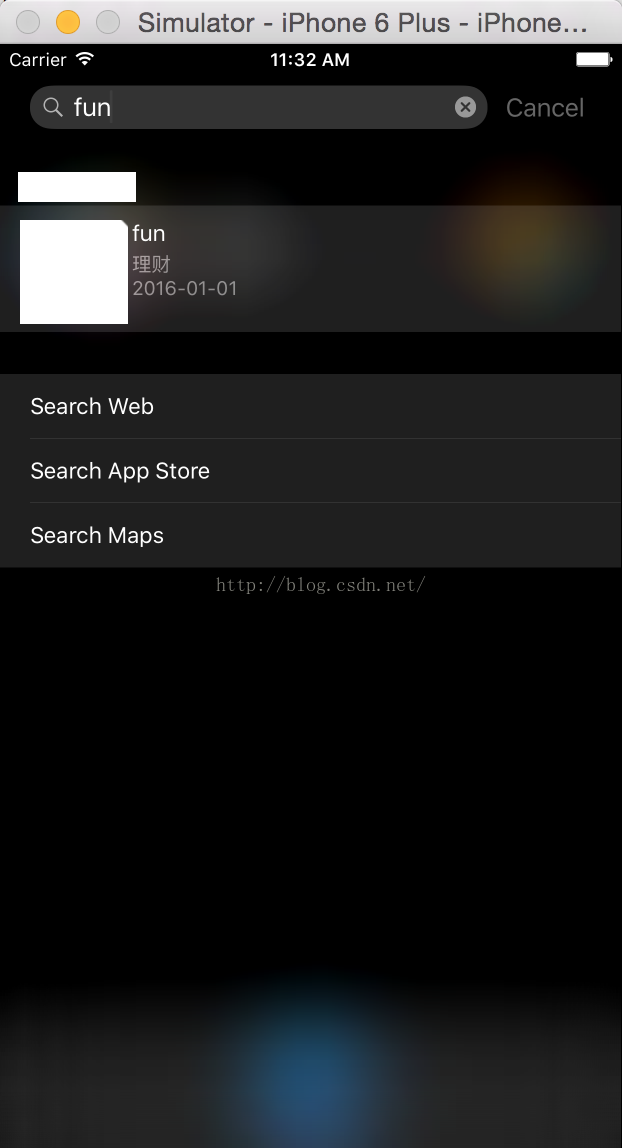 Simulator - iPhone 6 Plus - iPhone...
Carrier 11:32 AM
fun Cancel
fun
理财
2016-01-01
Search Web
Search App Store
Search Maps
http://blog.csdn.net/